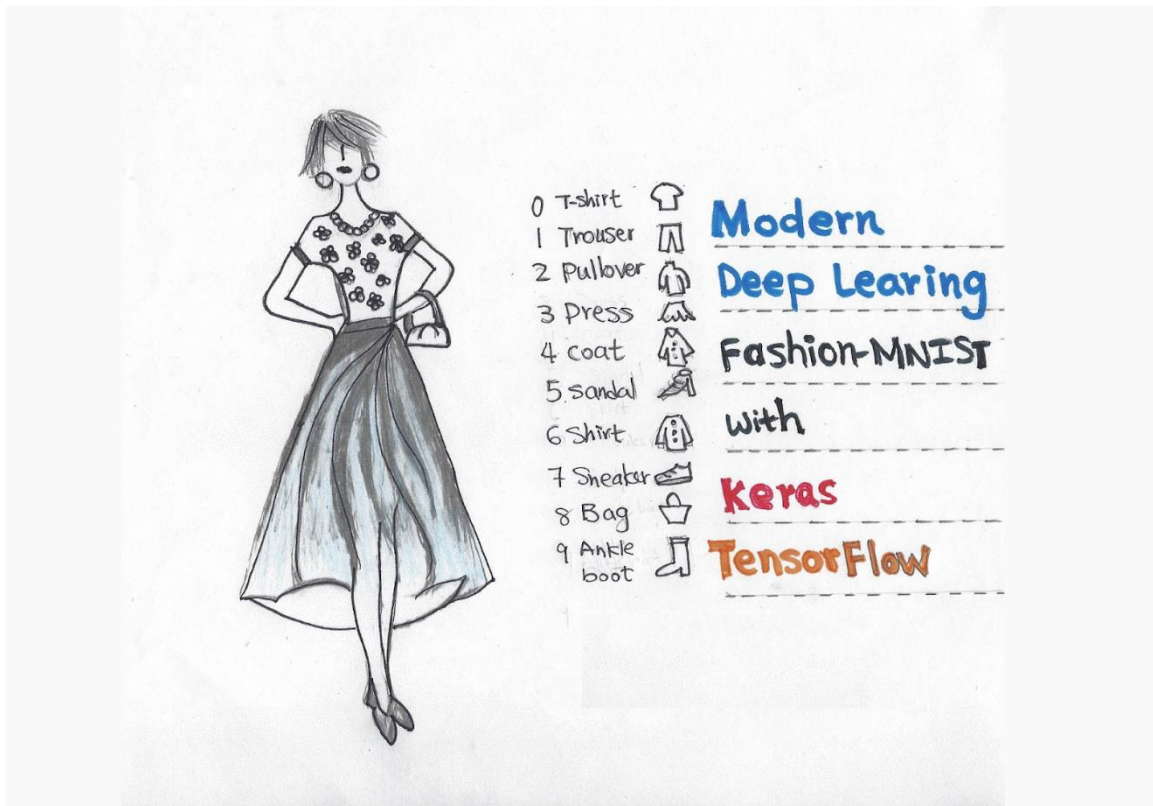 0 T-shirt
1 Trouser
2 Pullover
3 Dress
4 coat
5 Sandal
6 Shirt
7 Sneaker
8 Bag
9 Ankle
boot
Modern
Deep Learing
Fashion-MNIST
with
Keras
TensorFlow